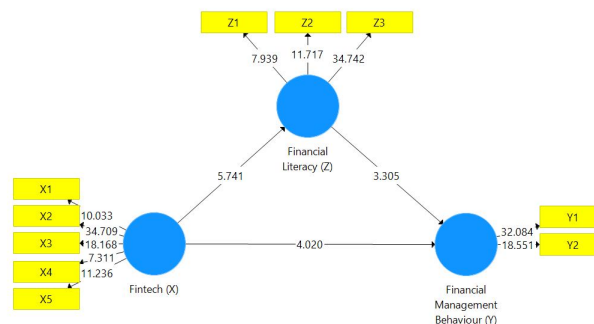 Z1
Z2
Z3
7.939
11.717
34.742
Financial
Literacy (Z)
5.741
3.305
X1
X2
X3
X4
X5
10.033
34.709
18.168
7.311
11.236
Fintech (X)
4.020
Y1
Y2
32.084
18.551
Financial
Management
Behaviour (Y)